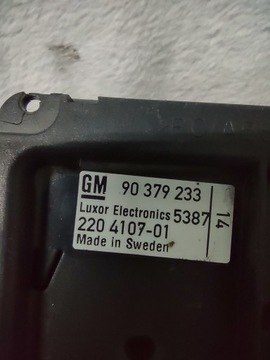 GM 90 379 233
Luxor Electronics 5387
220 4107-01
Made in Sweden
14